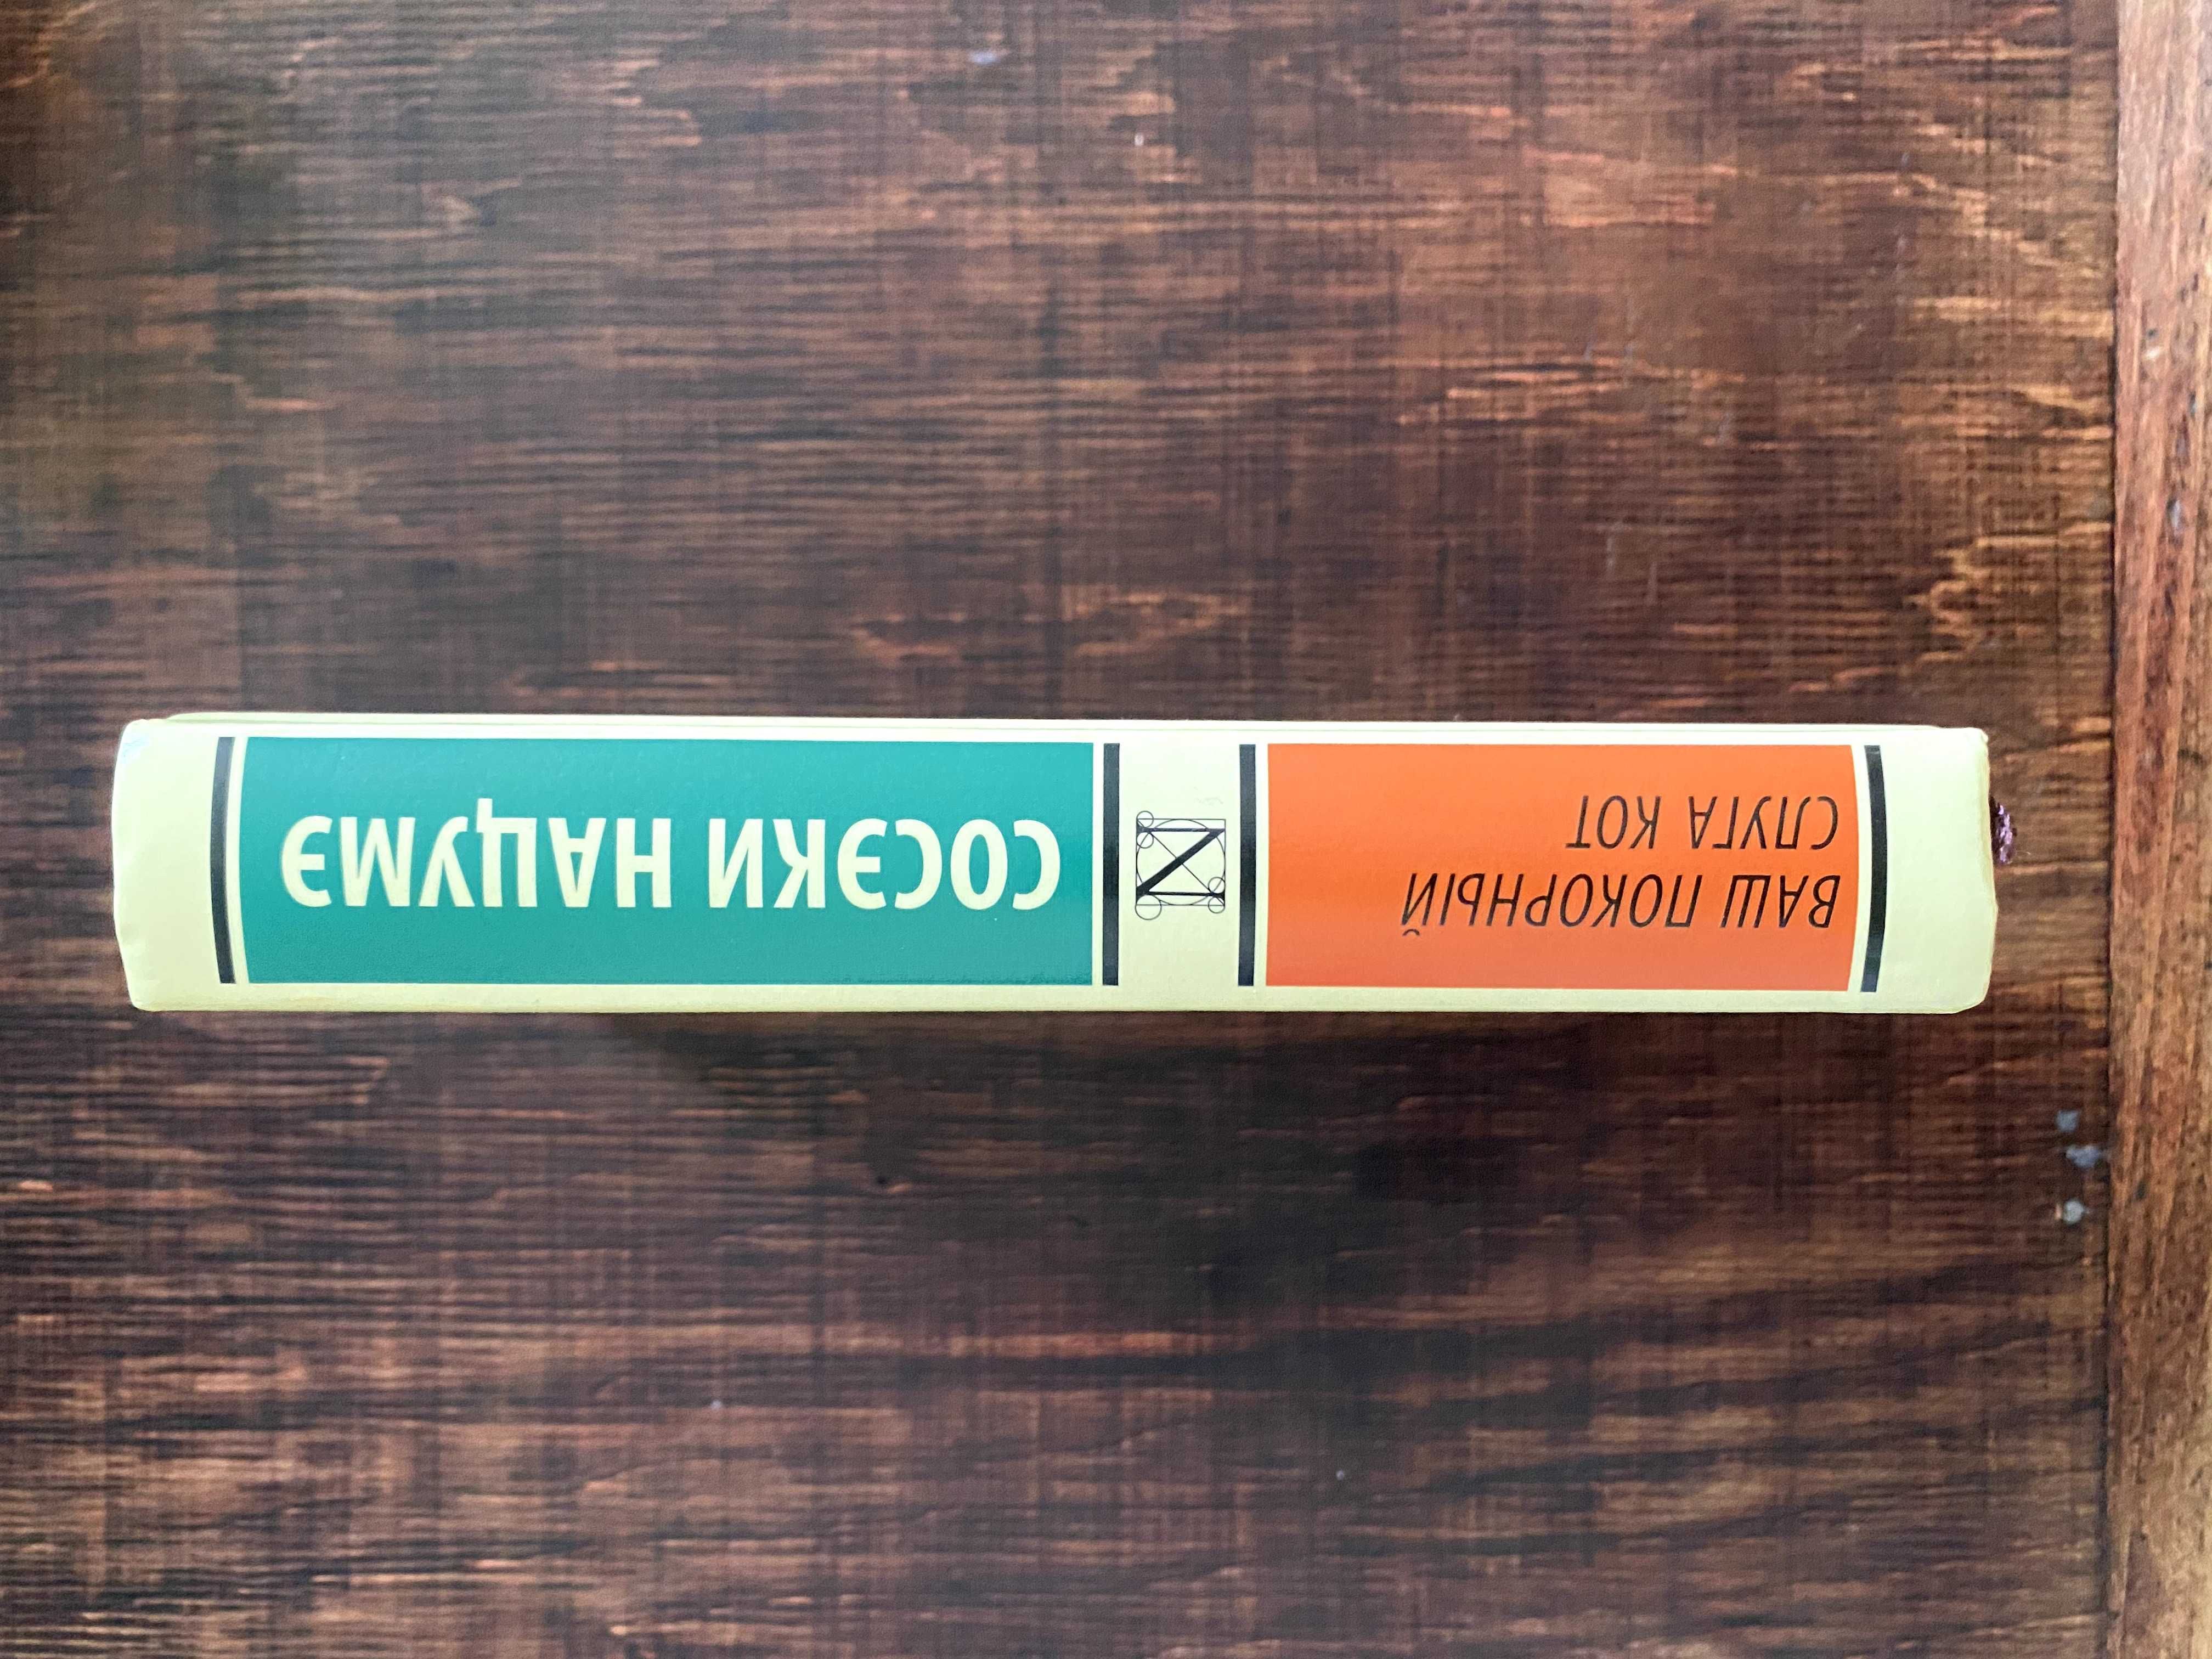 ВАШ ПОКОРНЫЙ
СЛУГА КОТ
СОСЭКИ НАЦУМЭ